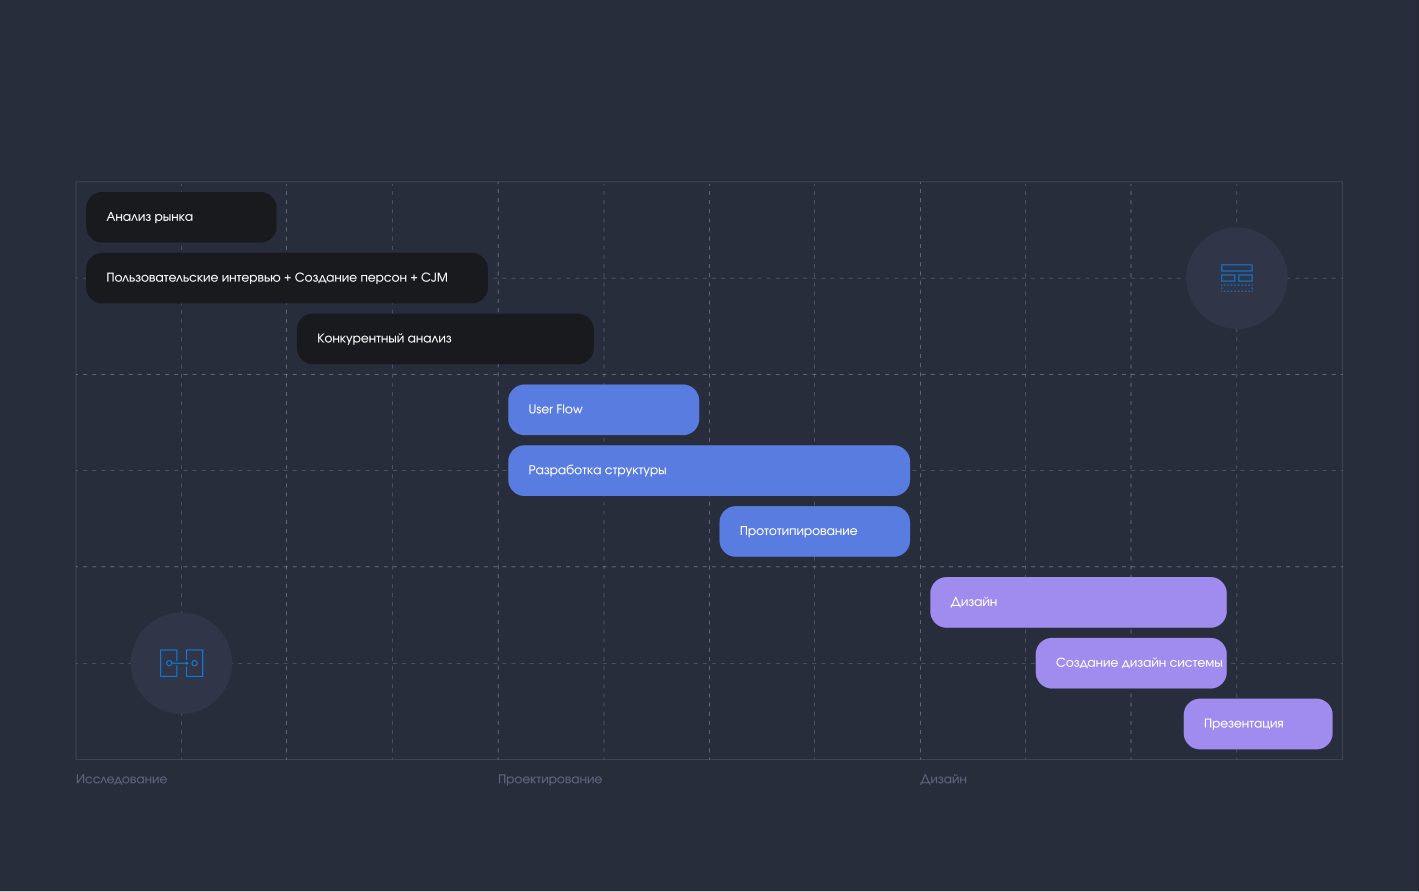 Анализ рынка
Пользовательские интервью + Создание персон + CJM
Конкурентный анализ
User Flow
Разработка структуры
Прототипирование
Дизайн
Создание дизайн системы
Презентация
Исследование
Проектирование
Дизайн